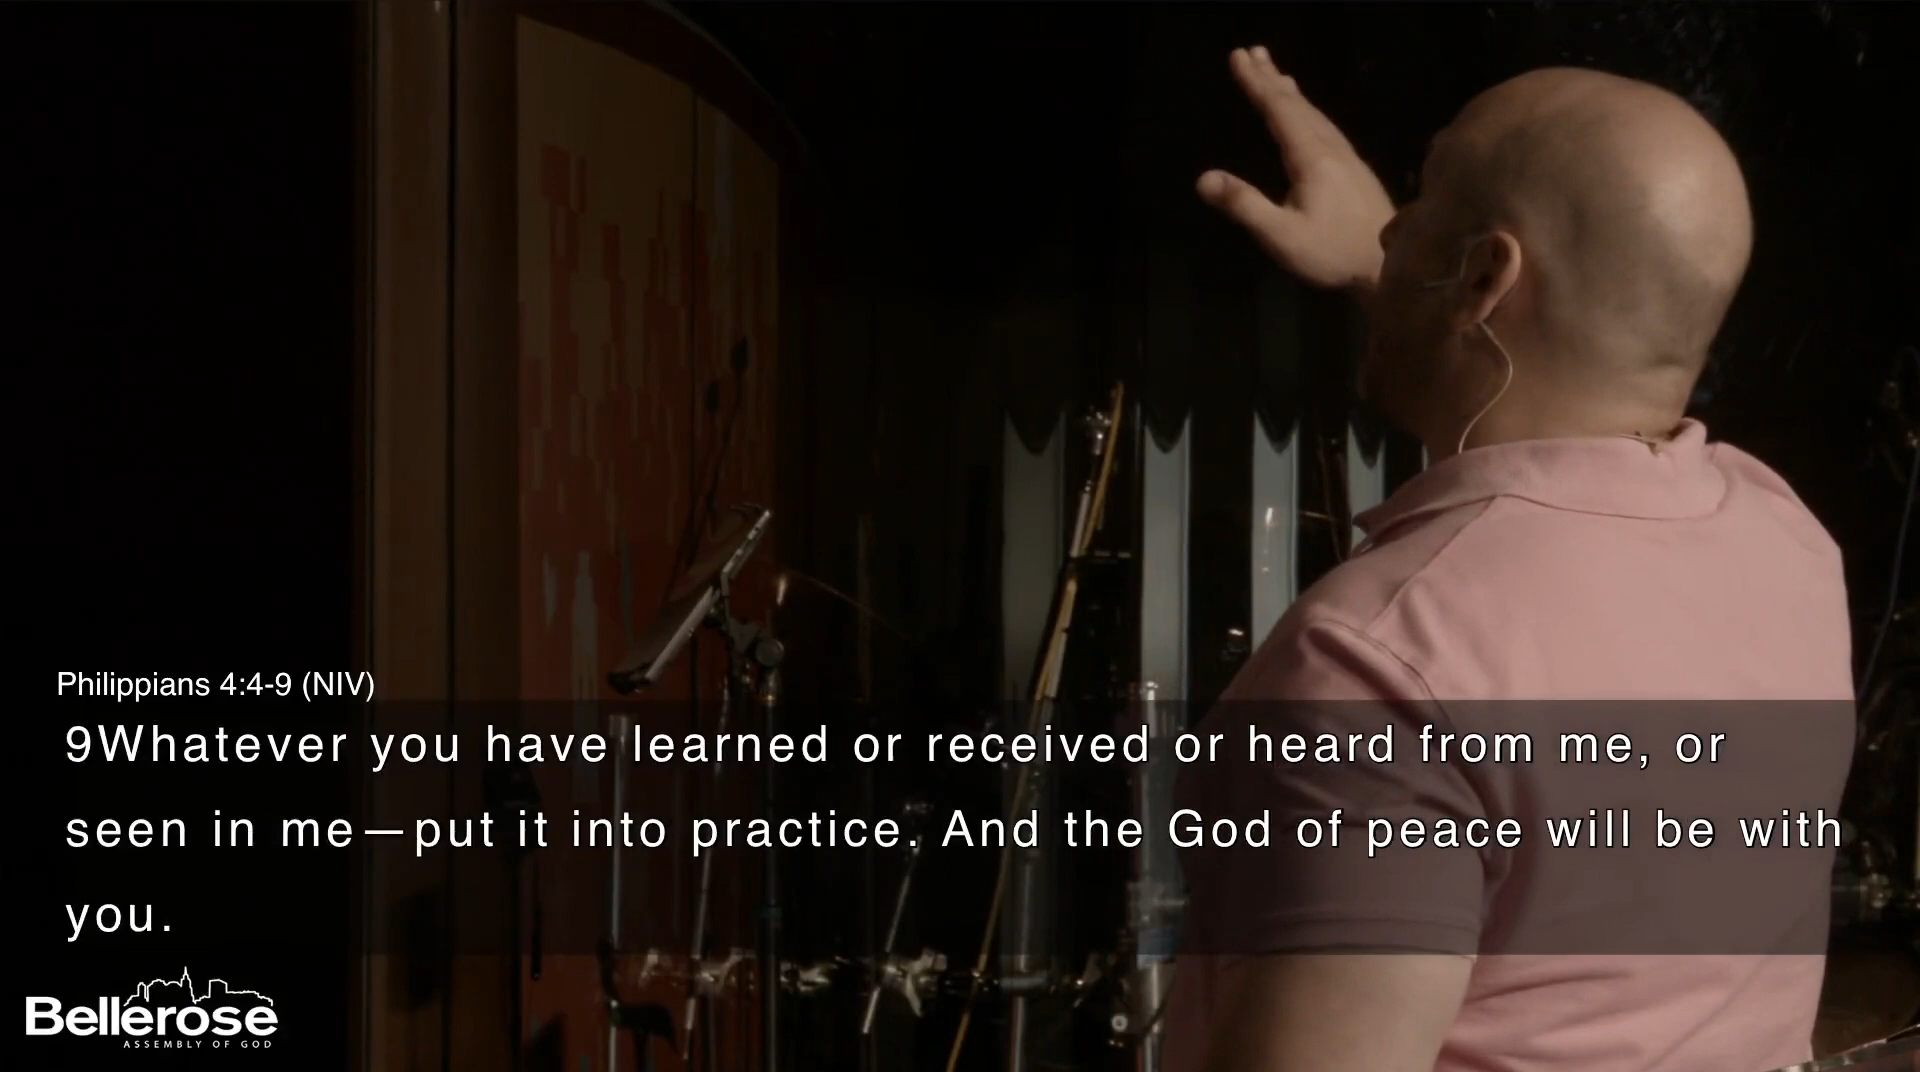 Philippians 4:4-9 (NIV)
9Whatever you have learned or received or heard from me, or
seen in me—put it into practice. And the God of peace will be with
you.
Bellerose
ASSEMBLY OF GOD